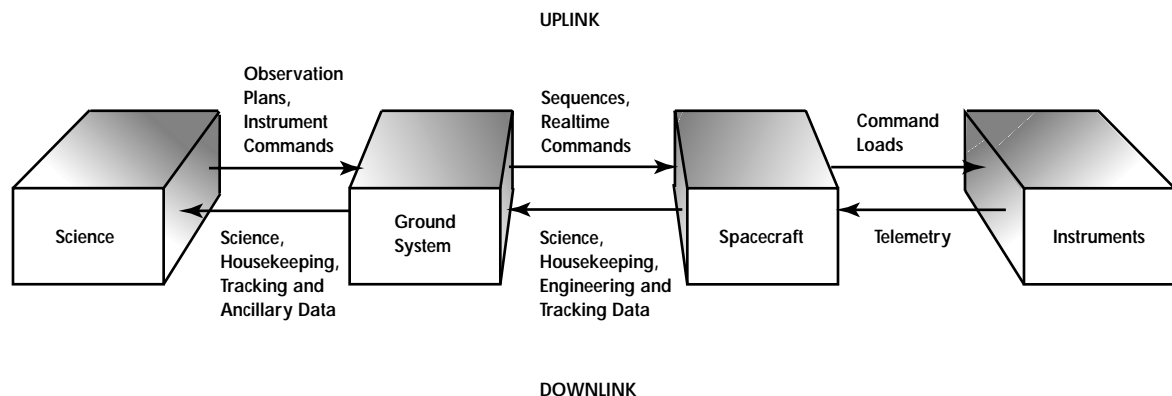 UPLINK
Observation
Plans,
Instrument
Commands
Sequences,
Realtime
Commands
Command
Loads
Science
Ground
System
Spacecraft
Instruments
Science,
Housekeeping,
Tracking and
Ancillary Data
Science,
Housekeeping,
Engineering and
Tracking Data
Telemetry
DOWNLINK